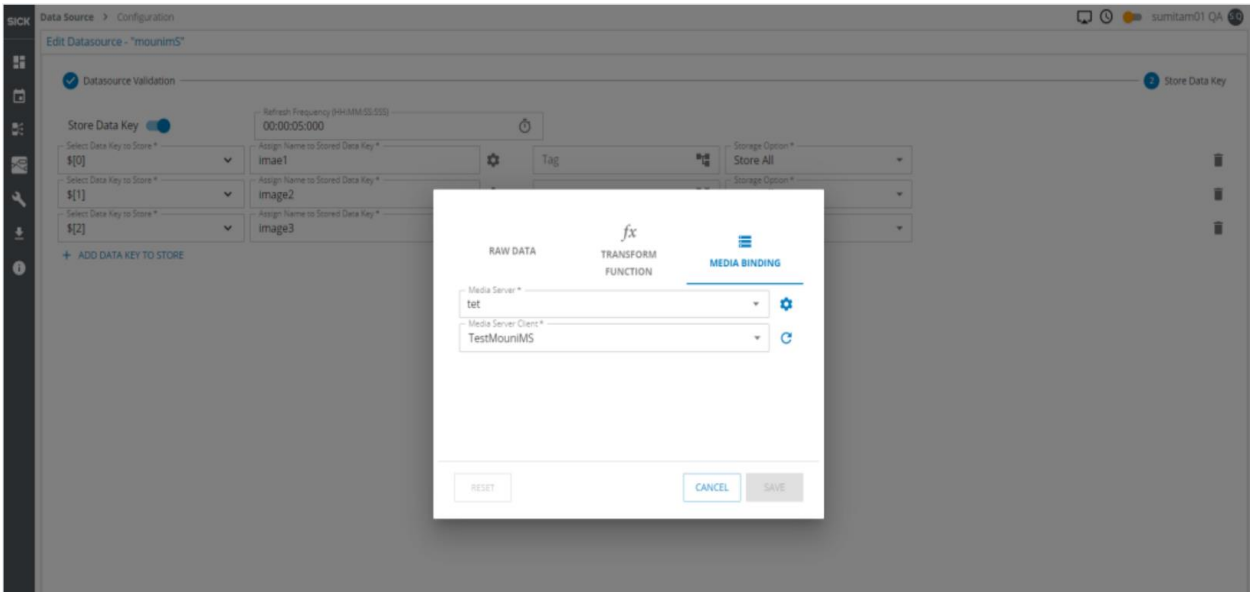 SICK Data Source > Configuration sumitam01 QA
Edit Datasource - "mounimS"
Datasource Validation 2 Store Data Key
Store Data Key Refresh Frequency (HH:MM:SS:SSS) 00:00:05:000
Select Data Key to Store * Assign Name to Stored Data Key * Storage Option *
$[0] imae1 Tag Store All
Select Data Key to Store * Assign Name to Stored Data Key * Storage Option *
$[1] image2
Select Data Key to Store * Assign Name to Stored Data Key *
$[2] image3
+ ADD DATA KEY TO STORE
RAW DATA
fx
TRANSFORM
FUNCTION
MEDIA BINDING
Media Server *
tet
Media Server Client *
TestMouniMS
RESET CANCEL SAVE